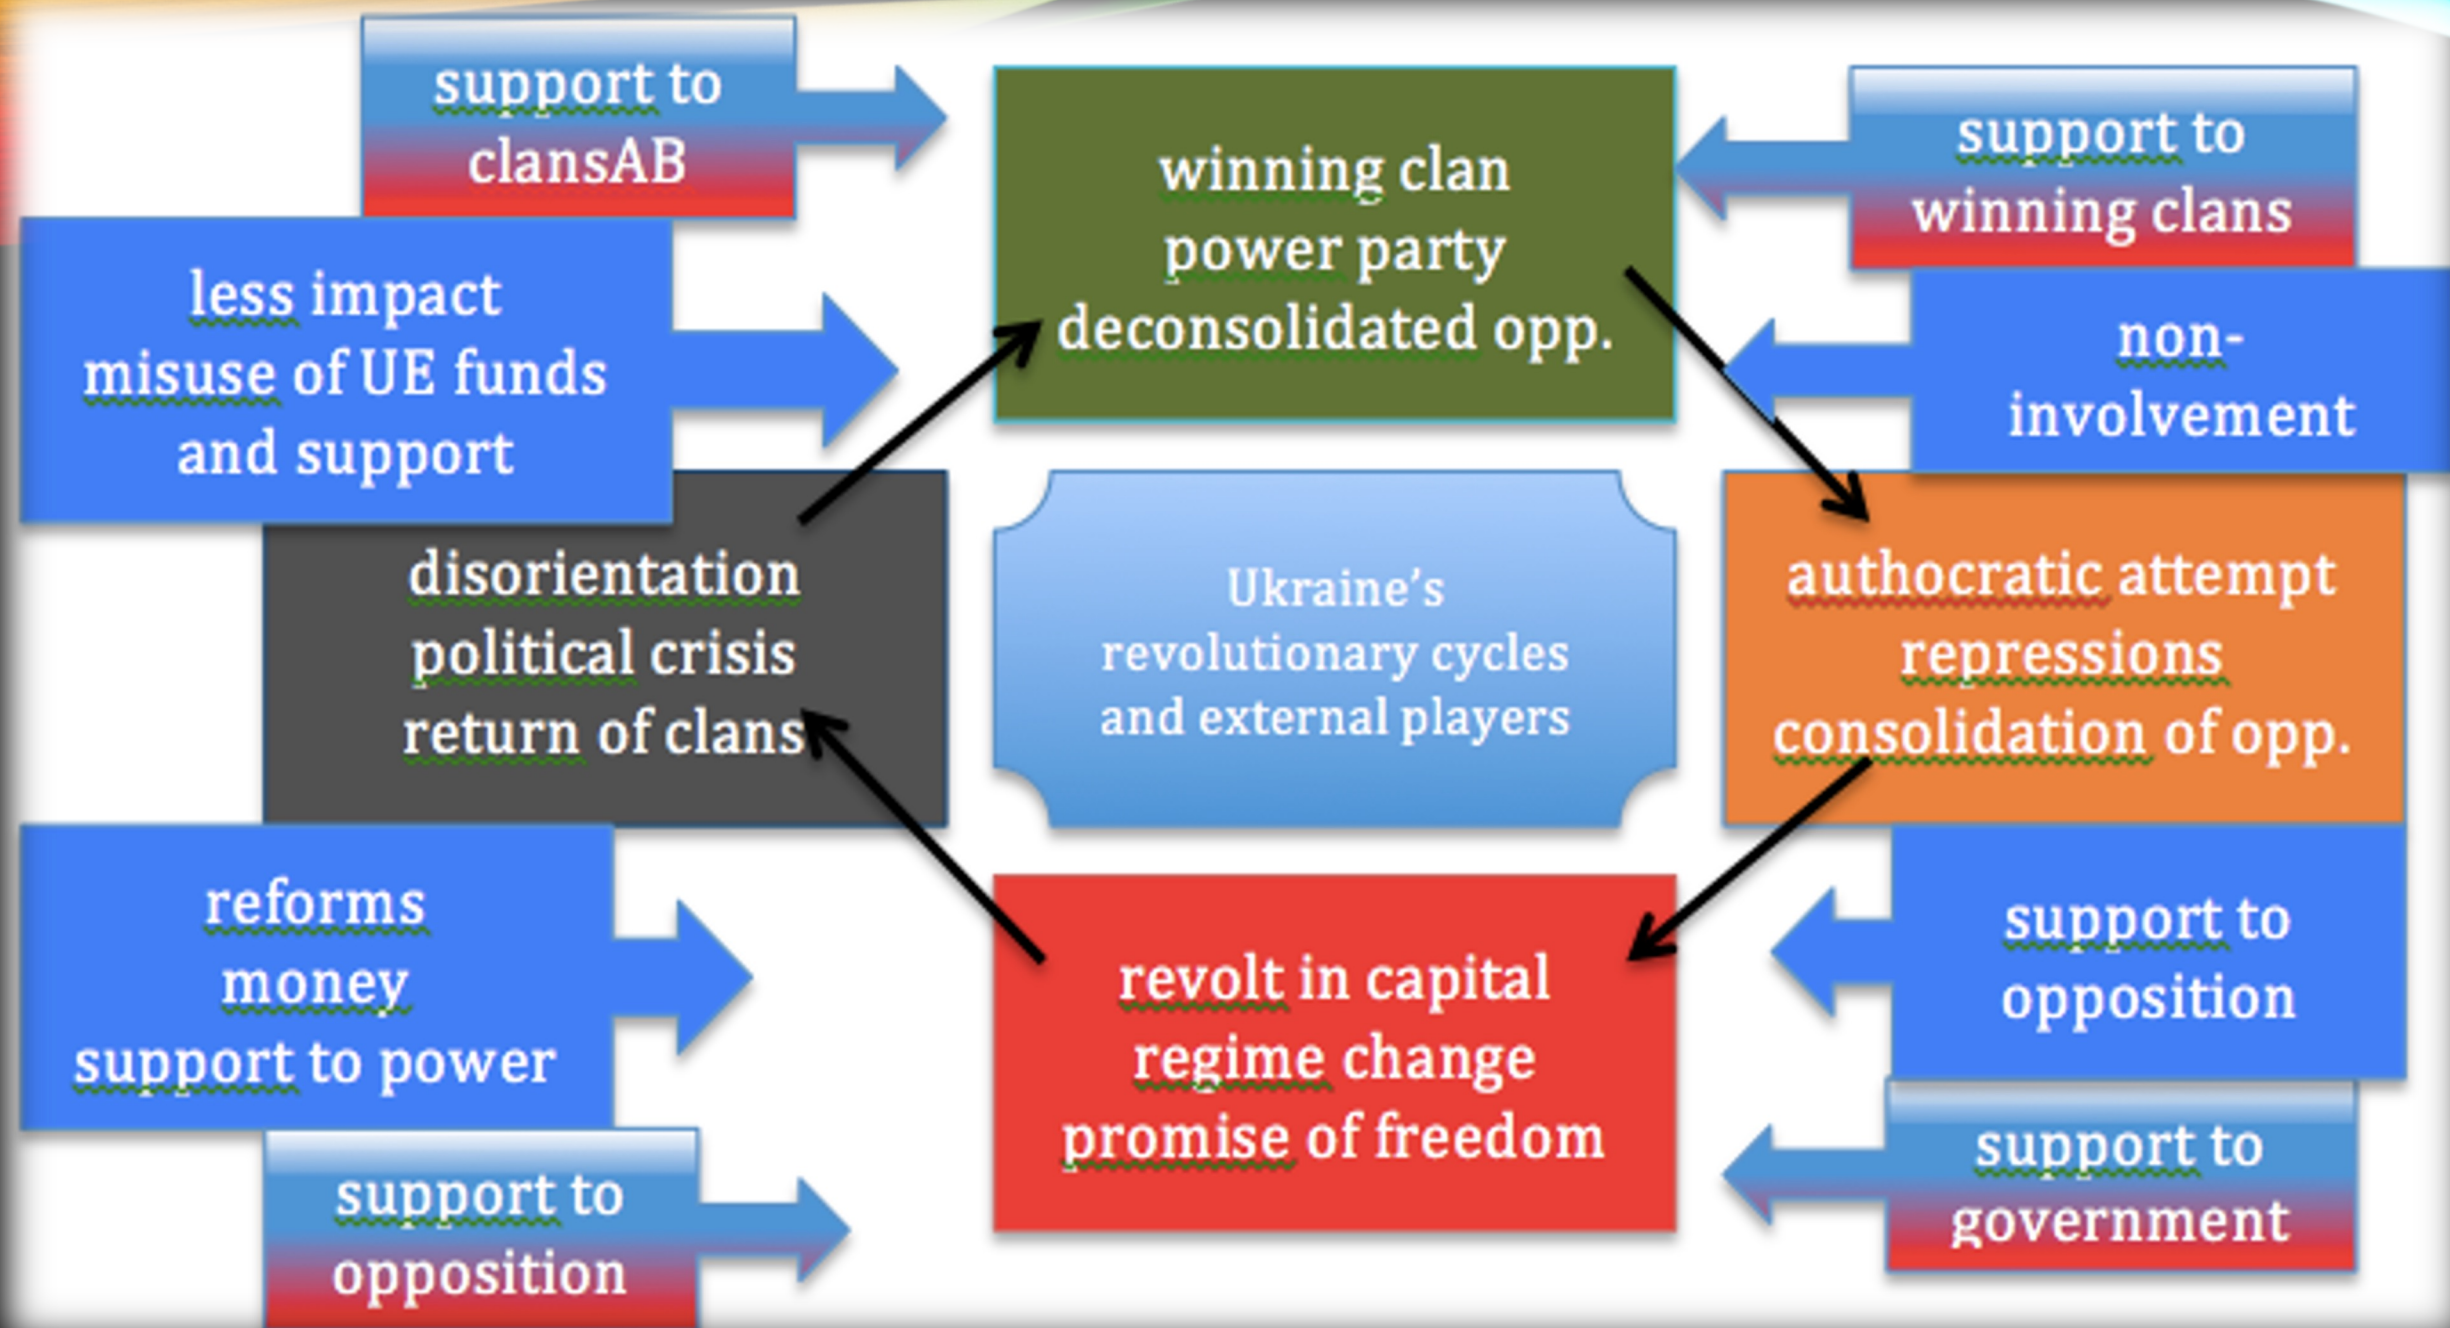 support to
clansAB
winning clan
power party
deconsolidated opp.
support to
winning clans
less impact
misuse of UE funds
and support
non-
involvement
disorientation
political crisis
return of clans
Ukraine’s
revolutionary cycles
and external players
authocratic attempt
repressions
consolidation of opp.
reforms
money
support to power
revolt in capital
regime change
promise of freedom
support to
opposition
support to
opposition
support to
government